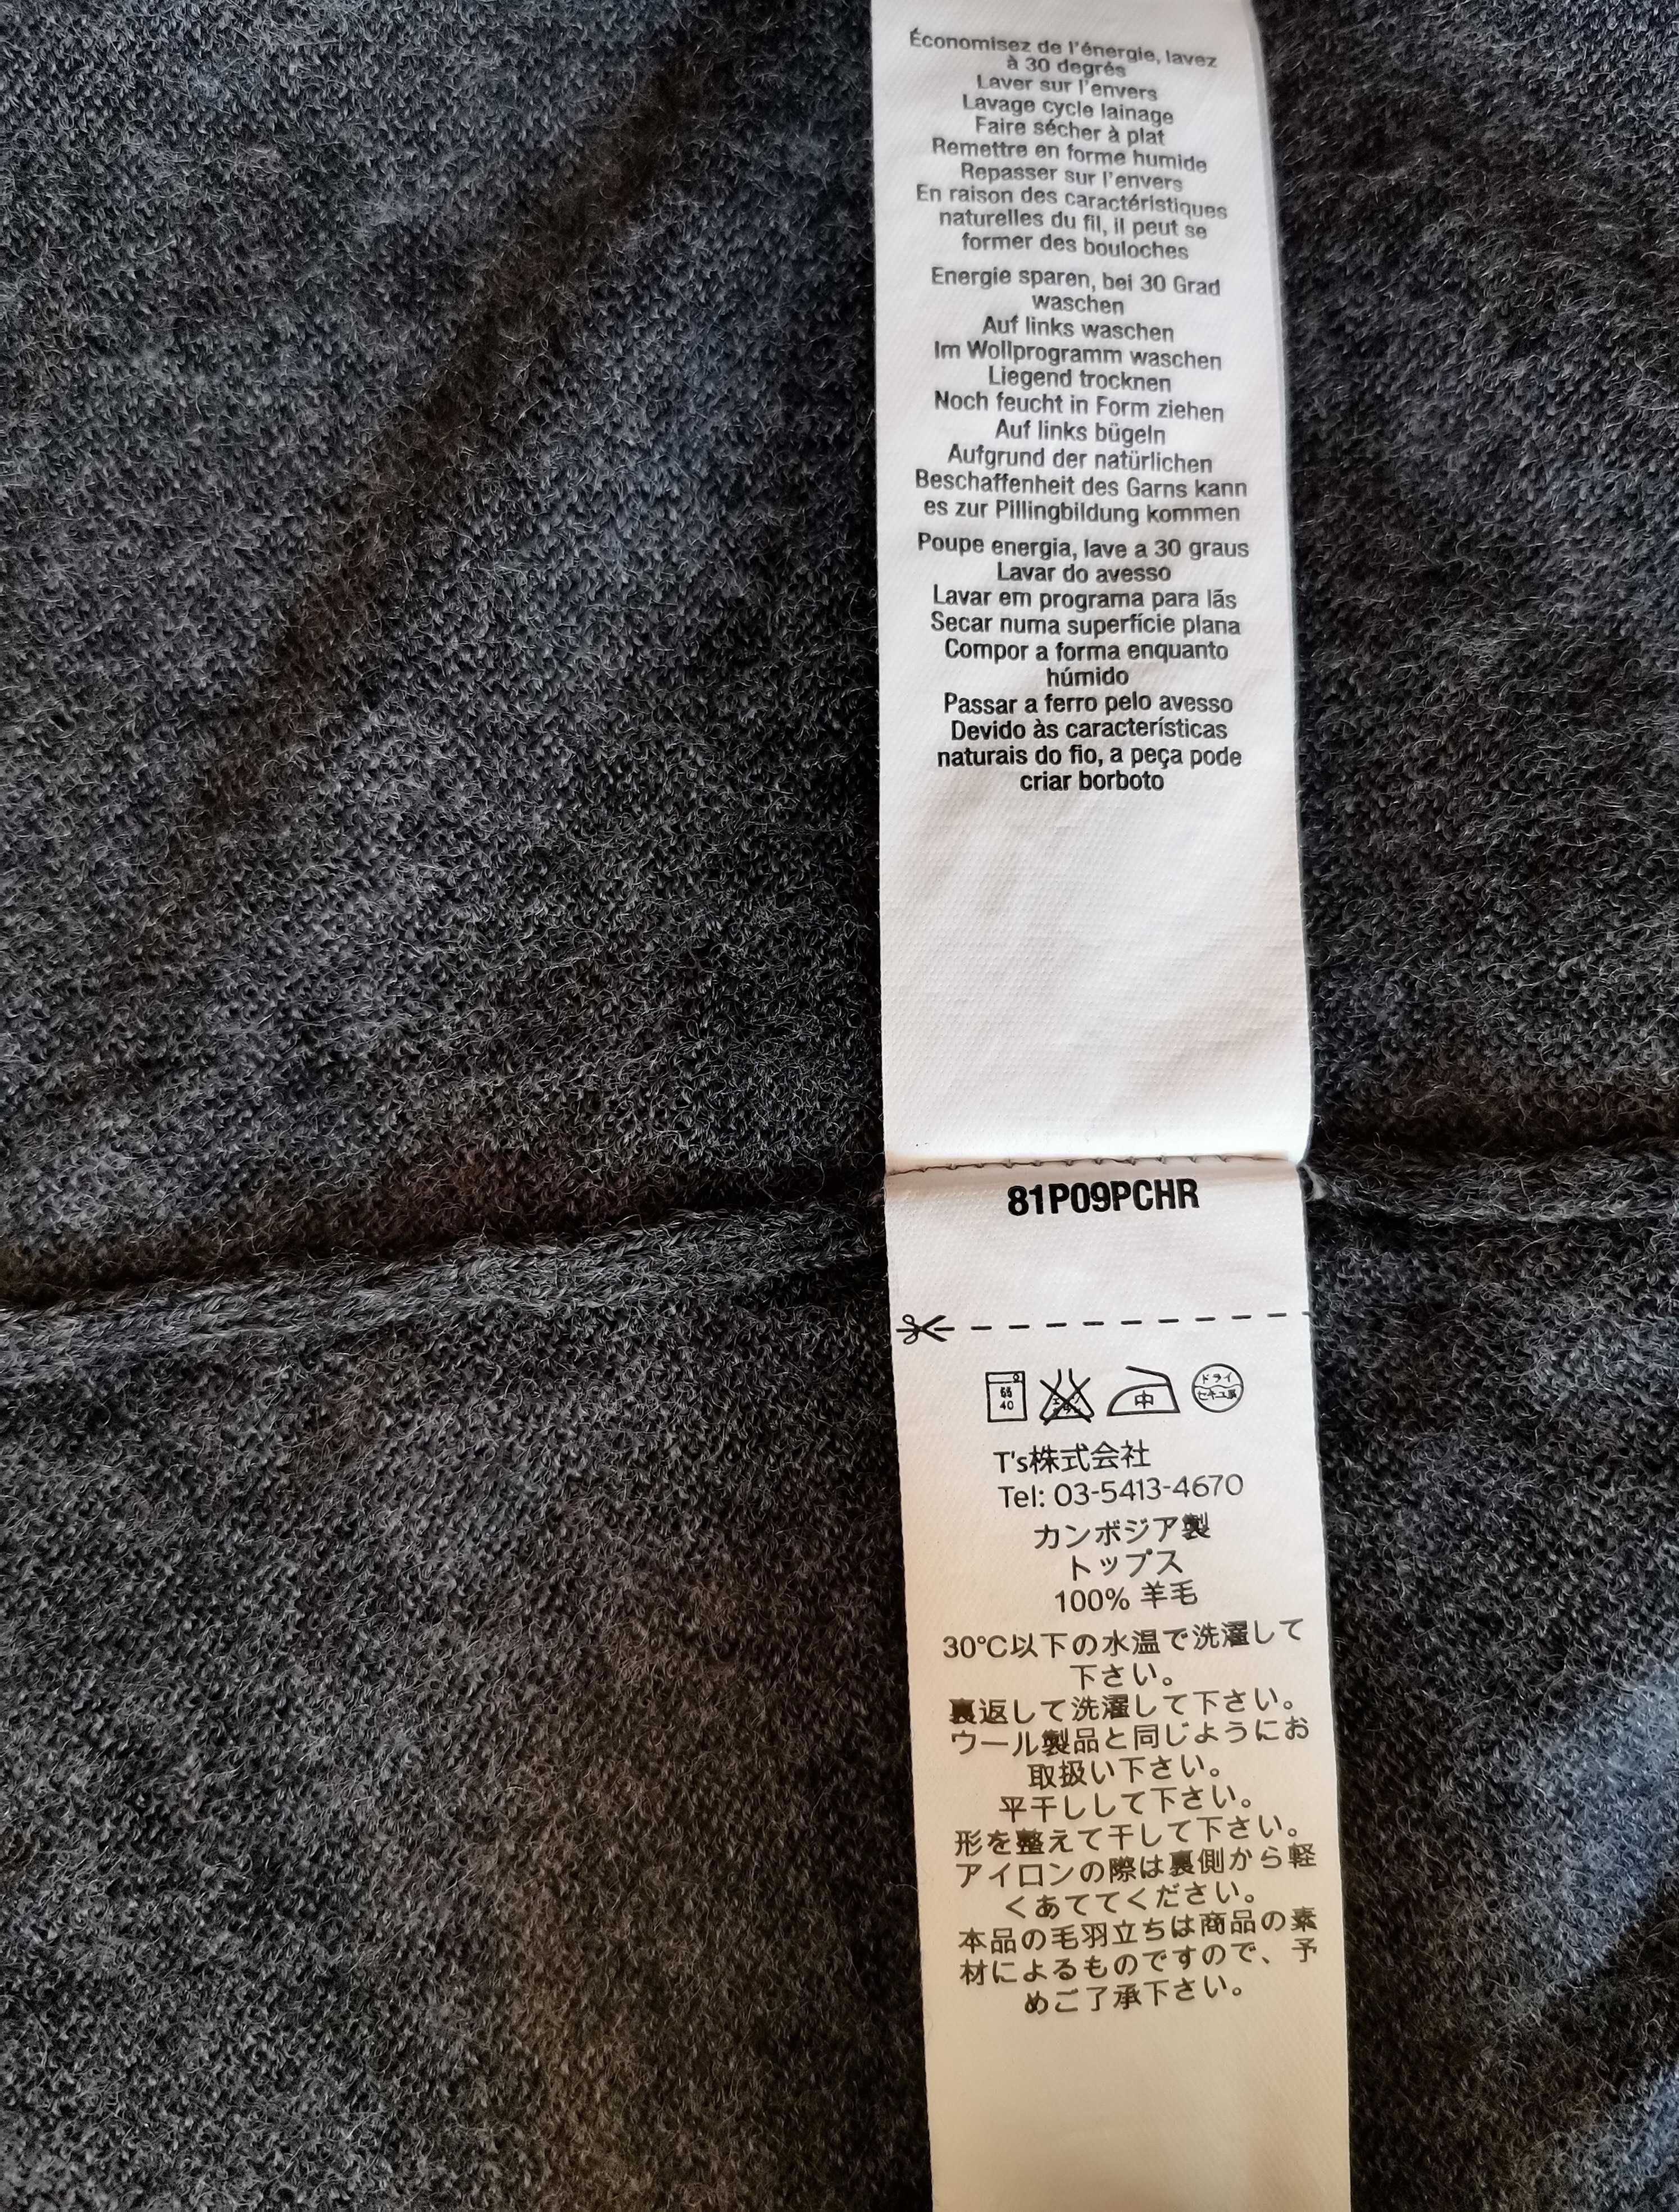 Économisez de l'énergie, lavez
à 30 degrés
Laver sur l'envers
Lavage cycle lainage
Faire sécher à plat
Remettre en forme humide
Repasser sur l'envers
En raison des caractéristiques
naturelles du fil, il peut se
former des bouloches
Energie sparen, bei 30 Grad
waschen
Auf links waschen
Im Wollprogramm waschen
Liegend trocknen
Noch feucht in Form ziehen
Auf links bügeln
Aufgrund der natürlichen
Beschaffenheit des Garns kann
es zur Pillingbildung kommen
Poupe energia, lave a 30 graus
Lavar do avesso
Lavar em programa para lãs
Secar numa superfície plana
Compor a forma enquanto
húmido
Passar a ferro pelo avesso
Devido às características
naturais do fio, a peça pode
criar borboto
81P09PCHR
40 中 ドライ
T's株式会社
Tel: 03-5413-4670
カンボジア製
トップス
100% 羊毛
30℃以下の水温で洗濯して
下さい。
裏返して洗濯して下さい。
ウール製品と同じようにお
取扱い下さい。
平干しして下さい。
形を整えて干して下さい。
アイロンの際は裏側から軽
くあててください。
本品の毛羽立ちは商品の素
材によるものですので、予
めご了承下さい。